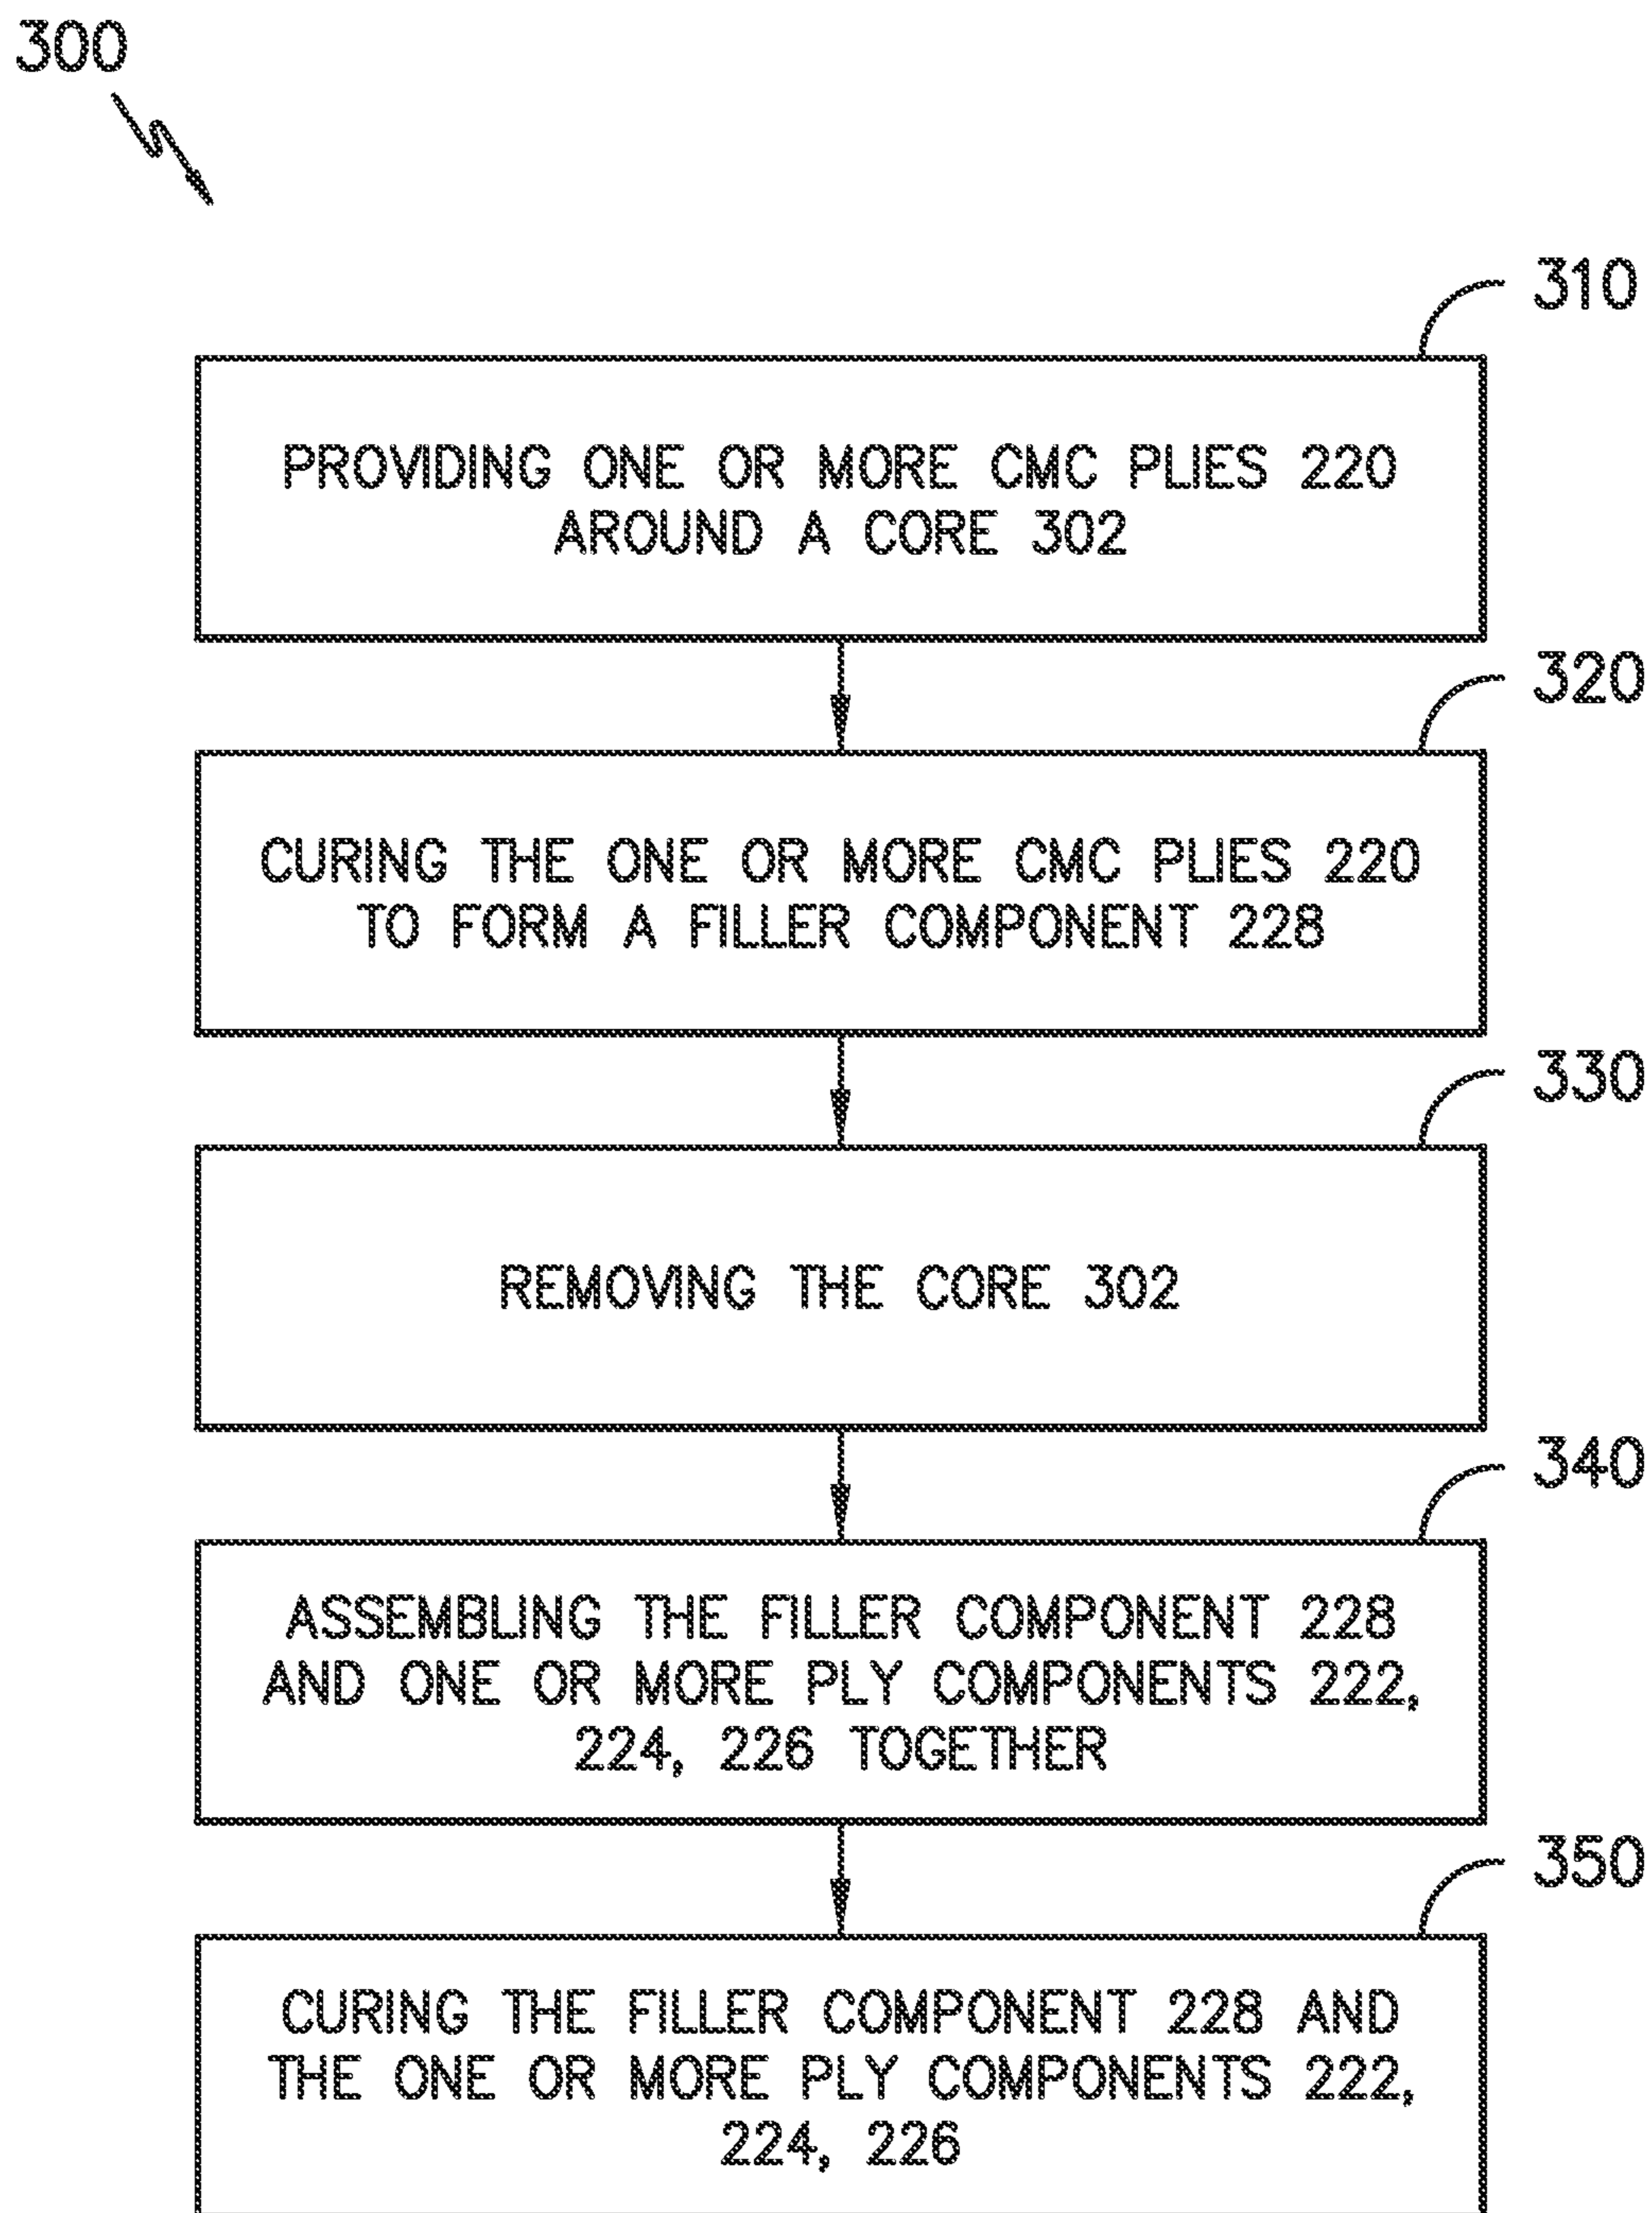 300
310
PROVIDING ONE OR MORE CMC PLIES 220
AROUND A CORE 302
320
CURING THE ONE OR MORE CMC PLIES 220
TO FORM A FILLER COMPONENT 228
330
REMOVING THE CORE 302
340
ASSEMBLING THE FILLER COMPONENT 228
AND ONE OR MORE PLY COMPONENTS 222,
224, 226 TOGETHER
350
CURING THE FILLER COMPONENT 228 AND
THE ONE OR MORE PLY COMPONENTS 222,
224, 226